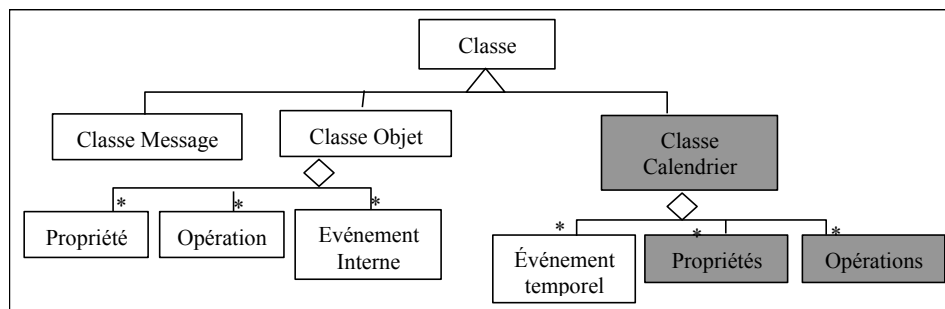 Classe
Classe Message
Classe Objet
Classe
Calendrier
* * *
Propriété
Opération
Evénement
Interne
* * *
Événement
temporel
Propriétés
Opérations